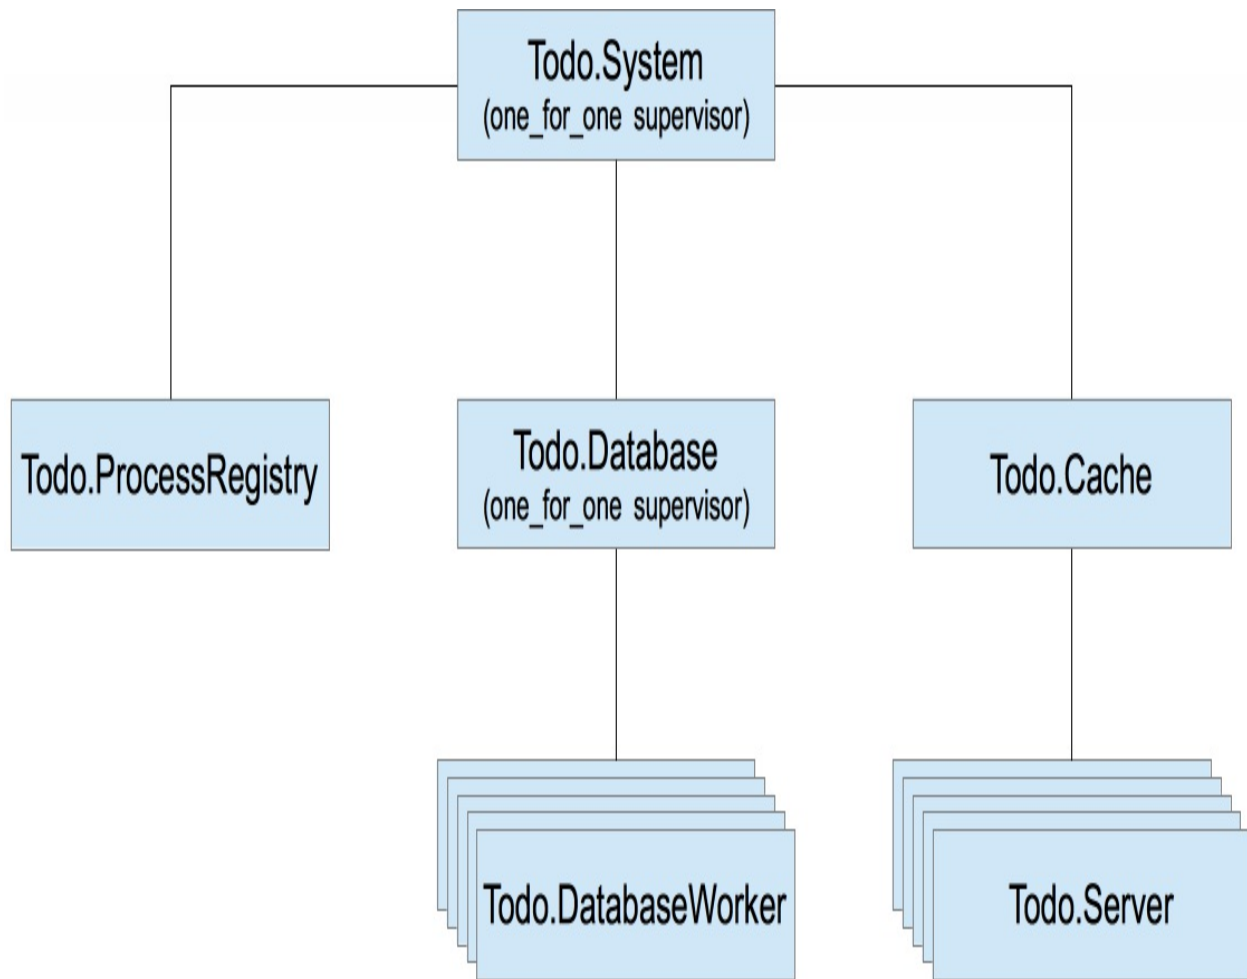 Todo.System
(one_for_one supervisor)
Todo.ProcessRegistry
Todo.Database
(one_for_one supervisor)
Todo.Cache
Todo.DatabaseWorker
Todo.Server